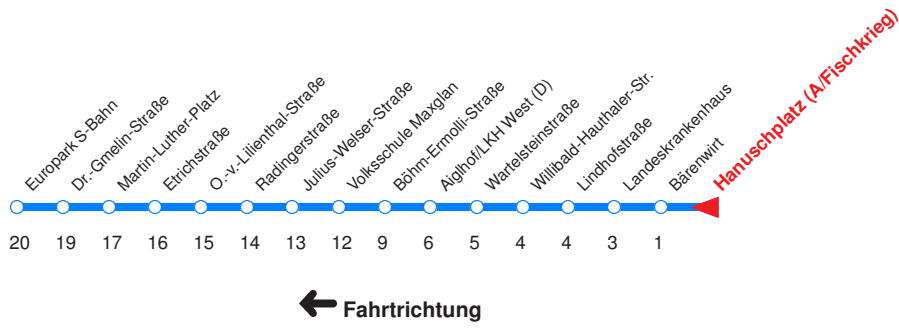 Europark S-Bahn
Dr.-Gmelin-Straße
Martin-Luther-Platz
Etrichstraße
O.-v.-Lilienthal-Straße
Radingerstraße
Julius-Welser-Straße
Volksschule Maxglan
Böhm-Ermolli-Straße
Aiglhof/LKH West (D)
Wartelsteinstraße
Willibald-Hauthaler-Str.
Lindhofstraße
Landeskrankenhaus
Bärenwirt
Hanuschplatz (A/Fischkrieg)
20 19 17 16 15 14 13 12 9 6 5 4 4 3 1
Fahrtrichtung